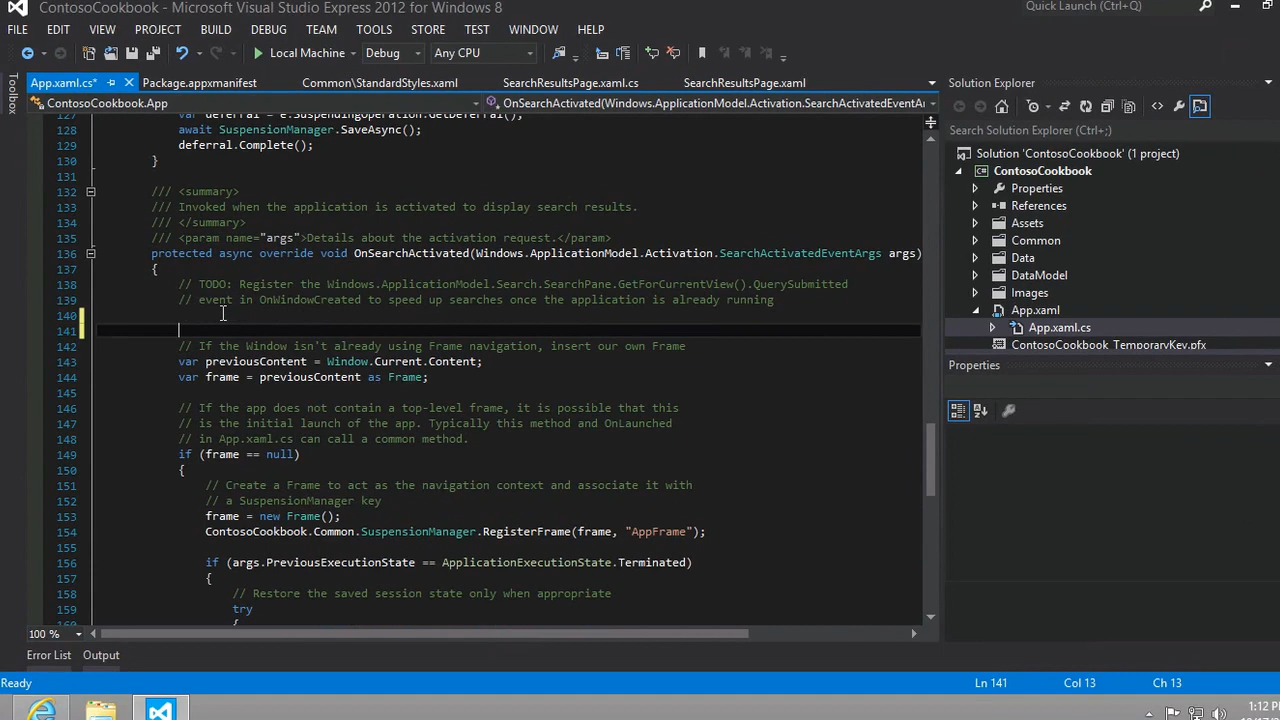 ContosoCookbook - Microsoft Visual Studio Express 2012 for Windows 8
Quick Launch (Ctrl+Q)
FILE EDIT VIEW PROJECT BUILD DEBUG TEAM TOOLS STORE TEST WINDOW HELP
Local Machine Debug Any CPU
Toolbox
App.xaml.cs* Package.appxmanifest Common\StandardStyles.xaml SearchResultsPage.xaml.cs SearchResultsPage.xaml
ContosoCookbook.App OnSearchActivated(Windows.ApplicationModel.Activation.SearchActivatedEventAr
127 var deferral = e.SuspendingOperation.GetDeferral();
128 await SuspensionManager.SaveAsync();
129 deferral.Complete();
130 }
131
132 /// <summary>
133 /// Invoked when the application is activated to display search results.
134 /// </summary>
135 /// <param name="args">Details about the activation request.</param>
136 protected async override void OnSearchActivated(Windows.ApplicationModel.Activation.SearchActivatedEventArgs args)
137 {
138 // TODO: Register the Windows.ApplicationModel.Search.SearchPane.GetForCurrentView().QuerySubmitted
139 // event in OnWindowCreated to speed up searches once the application is already running
140
141
142 // If the Window isn't already using Frame navigation, insert our own Frame
143 var previousContent = Window.Current.Content;
144 var frame = previousContent as Frame;
145
146 // If the app does not contain a top-level frame, it is possible that this
147 // is the initial launch of the app. Typically this method and OnLaunched
148 // in App.xaml.cs can call a common method.
149 if (frame == null)
150 {
151 // Create a Frame to act as the navigation context and associate it with
152 // a SuspensionManager key
153 frame = new Frame();
154 ContosoCookbook.Common.SuspensionManager.RegisterFrame(frame, "AppFrame");
155
156 if (args.PreviousExecutionState == ApplicationExecutionState.Terminated)
157 {
158 // Restore the saved session state only when appropriate
159 try
160 {
100 %
Solution Explorer
Search Solution Explorer (Ctrl+;)
Solution 'ContosoCookbook' (1 project)
ContosoCookbook
Properties
References
Assets
Common
Data
DataModel
Images
App.xaml
App.xaml.cs
ContosoCookbook_TemporaryKey.pfx
Properties
Error List Output
Ready Ln 141 Col 13 Ch 13
1:12 P